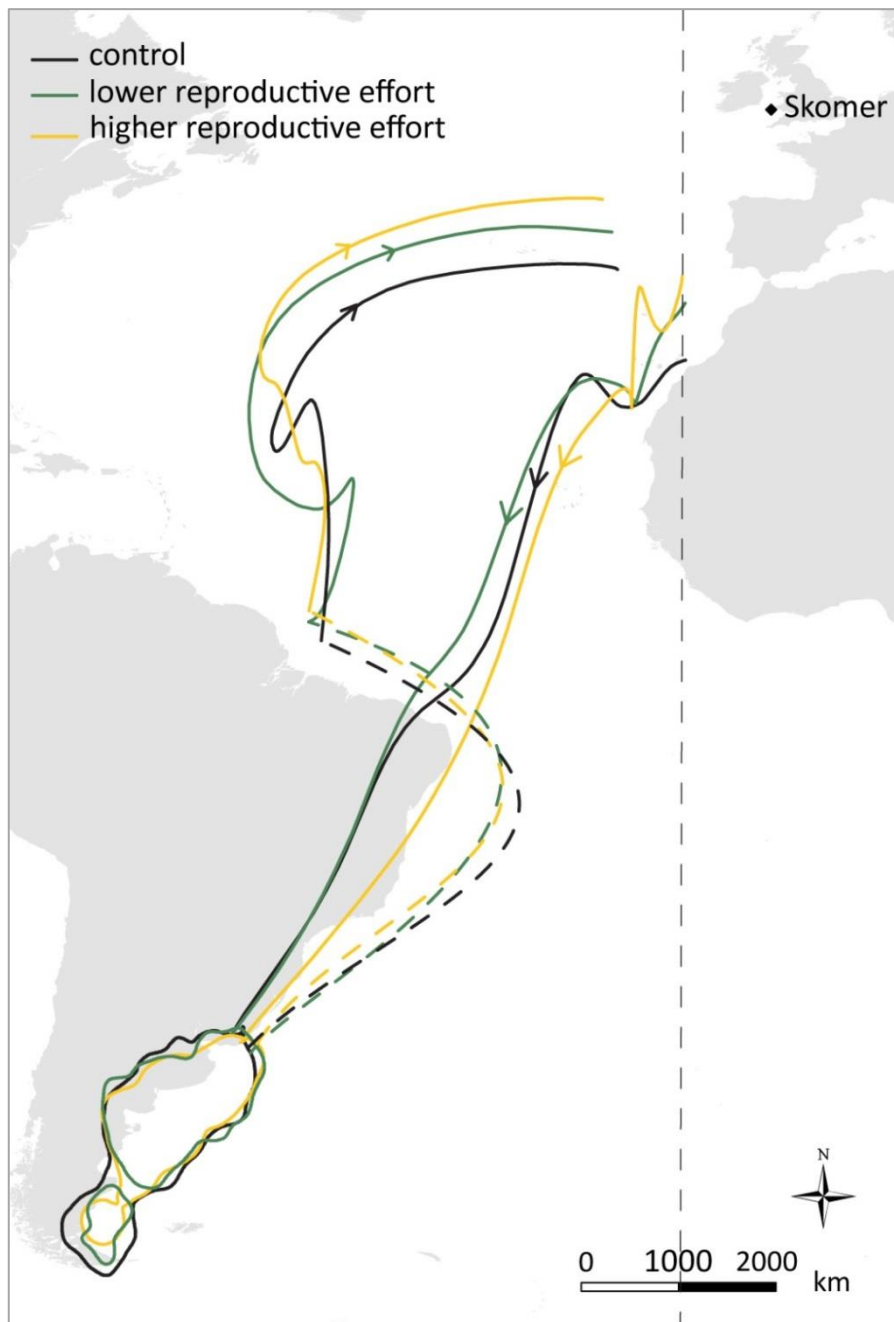 control
lower reproductive effort
higher reproductive effort
Skomer
N
0 1000 2000
km